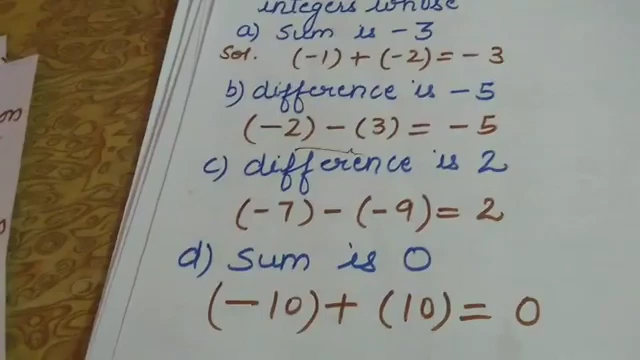 integers whose
a) sum is -3
Sol. (-1) + (-2) = -3
b) difference is -5
(-2) - (3) = -5
c) difference is 2
(-7) - (-9) = 2
d) sum is 0
(-10) + (10) = 0